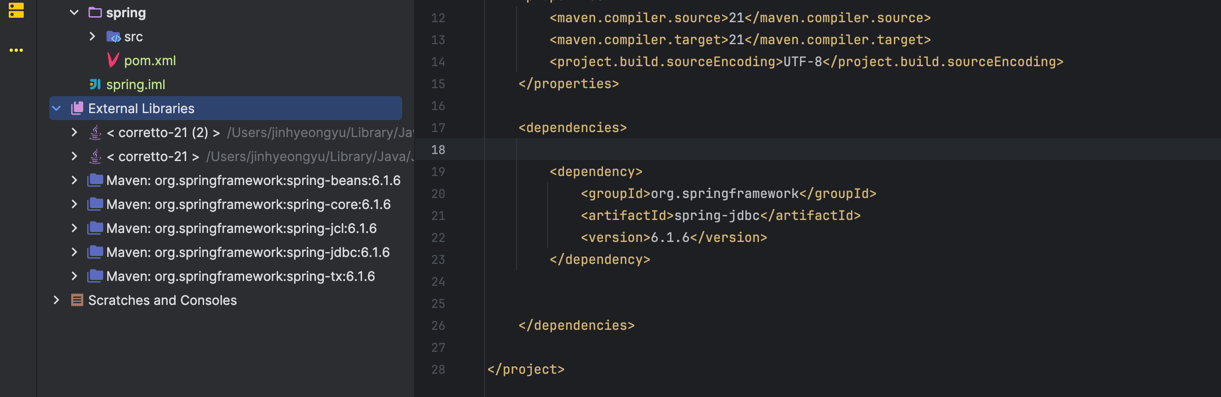 spring
src
pom.xml
spring.iml
External Libraries
< corretto-21 (2) > /Users/jinhyeongyu/Library/Jav
< corretto-21 > /Users/jinhyeongyu/Library/Java/J
Maven: org.springframework:spring-beans:6.1.6
Maven: org.springframework:spring-core:6.1.6
Maven: org.springframework:spring-jcl:6.1.6
Maven: org.springframework:spring-jdbc:6.1.6
Maven: org.springframework:spring-tx:6.1.6
Scratches and Consoles
12 <maven.compiler.source>21</maven.compiler.source>
13 <maven.compiler.target>21</maven.compiler.target>
14 <project.build.sourceEncoding>UTF-8</project.build.sourceEncoding>
15 </properties>
16
17 <dependencies>
18
19 <dependency>
20 <groupId>org.springframework</groupId>
21 <artifactId>spring-jdbc</artifactId>
22 <version>6.1.6</version>
23 </dependency>
24
25
26 </dependencies>
27
28 </project>